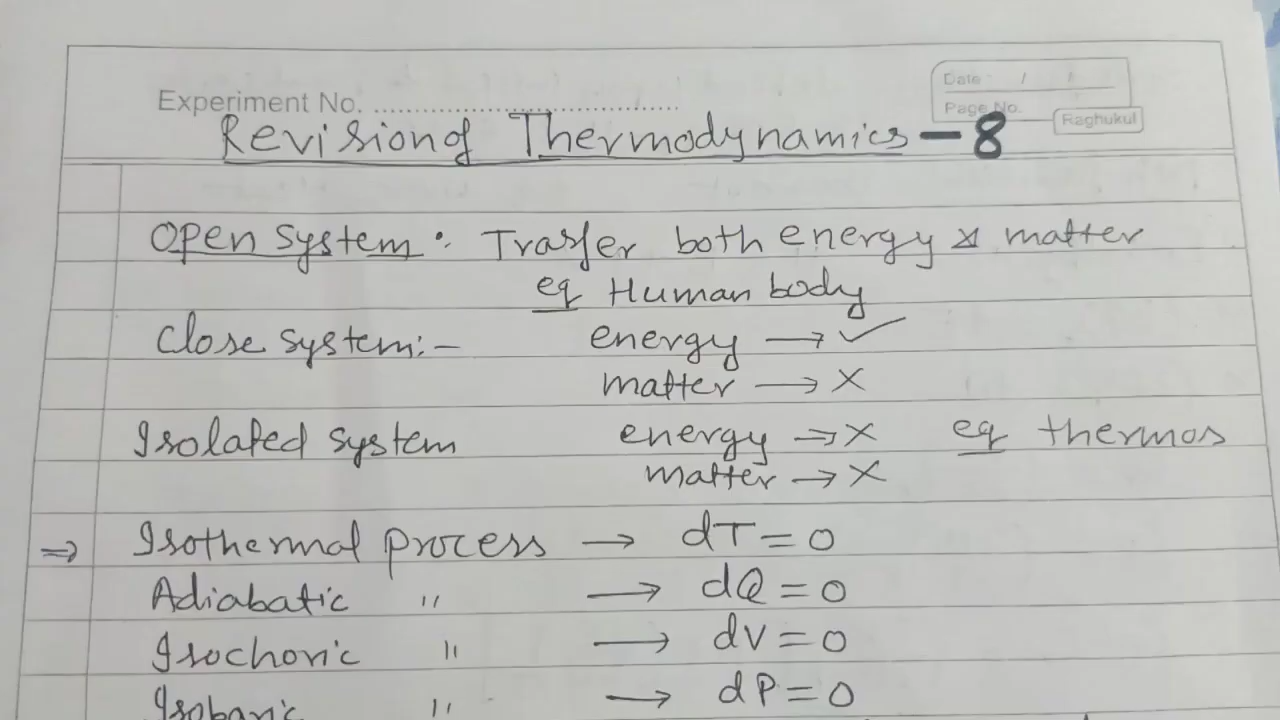 Date : / /
Experiment No. ..........................................
Page No.
Raghukul
Revision of Thermodynamics - 8
Open System : Trasfer both energy & matter
eg Human body
Close system :- energy → ✓
matter → ×
Isolated system energy → × eg thermos
matter → ×
⇒ Isothermal process → dT = 0
Adiabatic " → dQ = 0
Isochoric " → dV = 0
Isobaric " → dP = 0